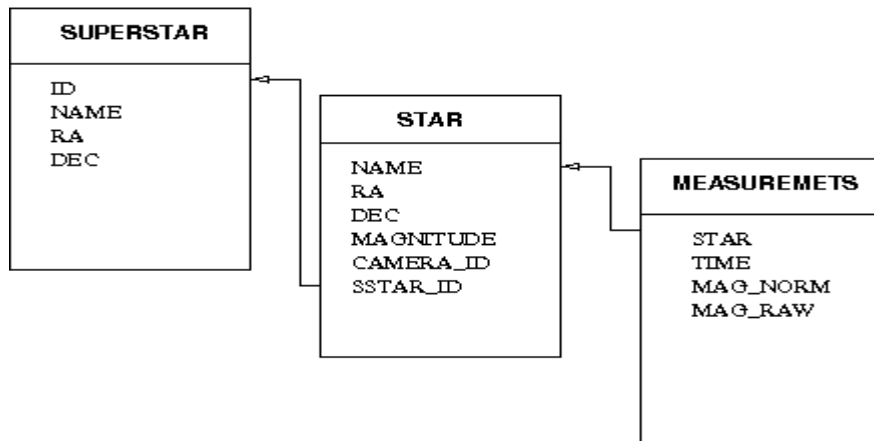 SUPERSTAR
ID
NAME
RA
DEC
STAR
NAME
RA
DEC
MAGNITUDE
CAMERA_ID
SSTAR_ID
MEASUREMETS
STAR
TIME
MAG_NORM
MAG_RAW